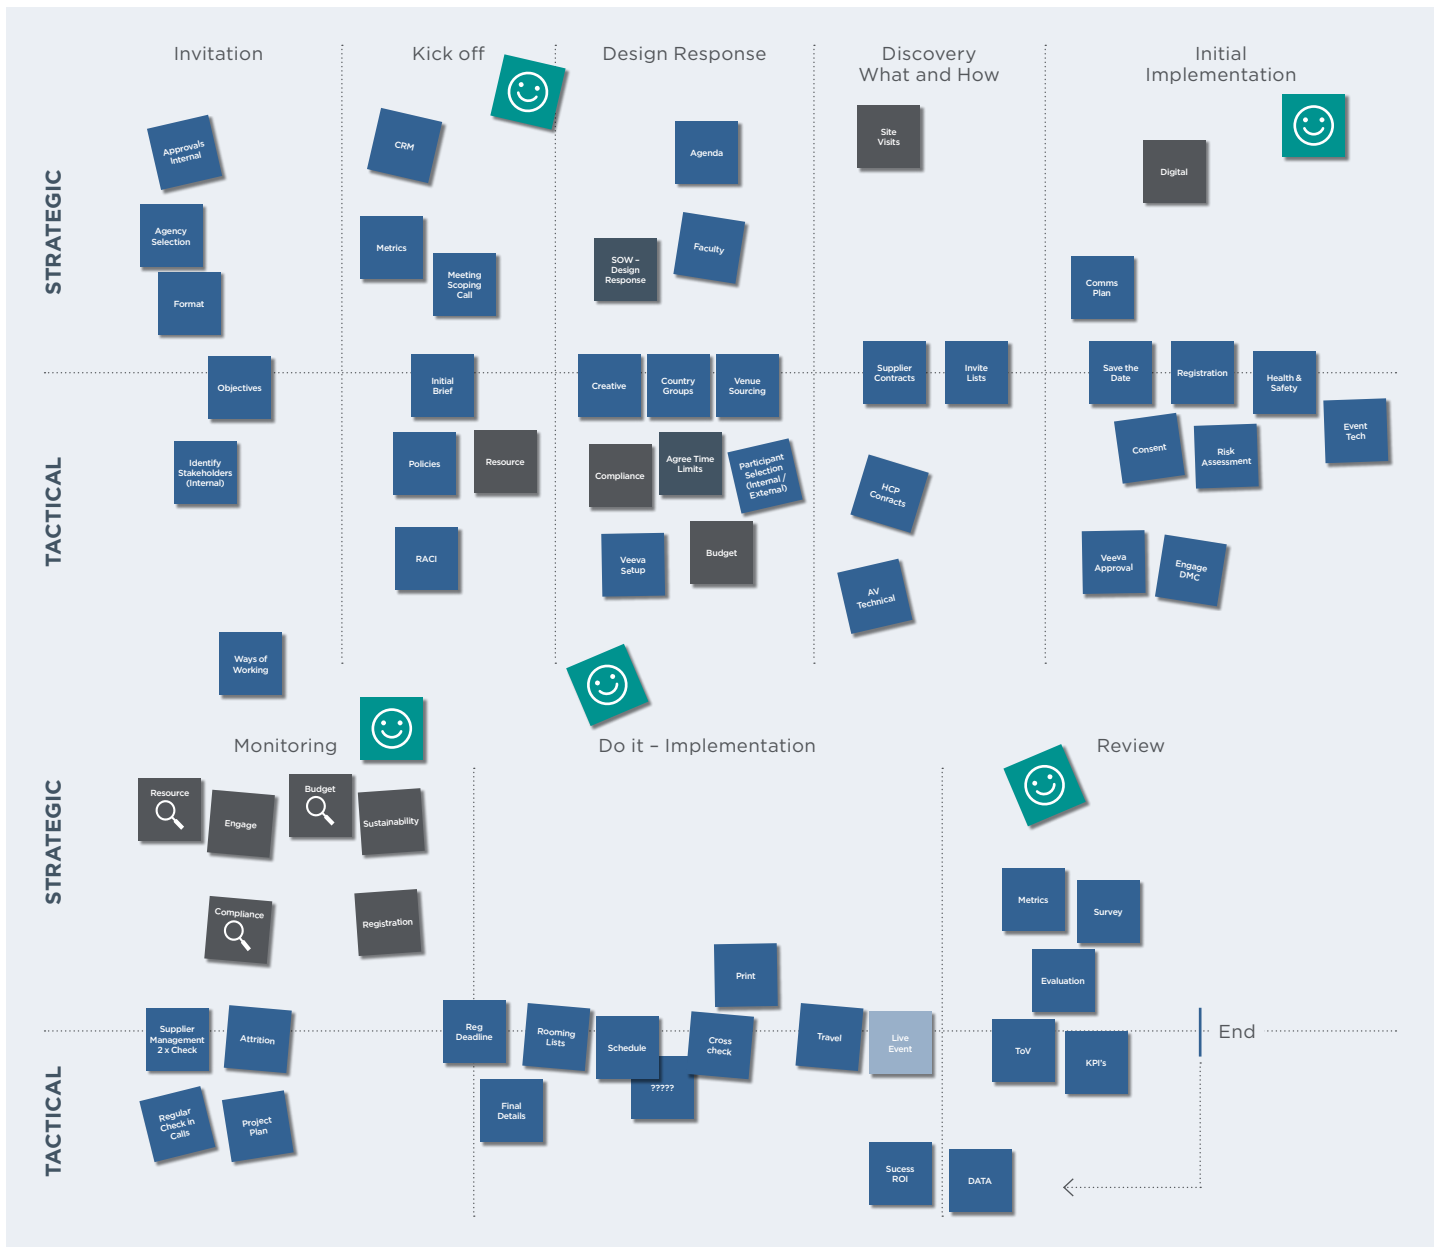 Invitation
Kick off
Design Response
Discovery
What and How
Initial
Implementation
STRATEGIC
Approvals
Internal
Agency
Selection
Format
CRM
Metrics
Meeting
Scoping
Call
Agenda
SOW –
Design
Response
Faculty
Site
Visits
Digital
Comms
Plan
Objectives
Initial
Brief
Creative
Country
Groups
Venue
Sourcing
Supplier
Contracts
Invite
Lists
Save the
Date
Registration
Health &
Safety
TACTICAL
Identify
Stakeholders
(Internal)
Policies
Resource
RACI
Compliance
Agree Time
Limits
Participant
Selection
(Internal /
External)
Veeva
Setup
Budget
HCP
Conracts
AV
Technical
Consent
Risk
Assessment
Event
Tech
Veeva
Approval
Engage
DMC
Ways of
Working
Monitoring
Do it – Implementation
Review
STRATEGIC
Resource
Engage
Budget
Sustainability
Compliance
Registration
Print
Metrics
Survey
Evaluation
Supplier
Management
2 x Check
Attrition
Reg
Deadline
Rooming
Lists
Schedule
Cross
check
Travel
Live
Event
ToV
KPI's
End
TACTICAL
Regular
Check in
Calls
Project
Plan
Final
Details
?????
Sucess
ROI
DATA